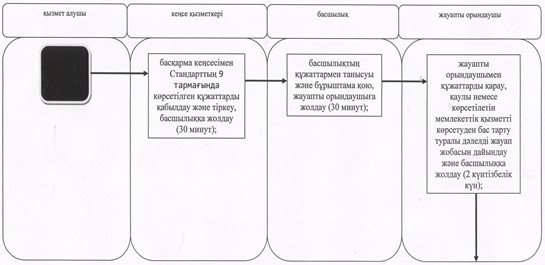 қызмет алушы
кеңсе қызметкері
басшылық
жауапты орындаушы
басқарма кеңсесімен
Стандарттың 9
тармағында
көрсетілген құжаттарды
қабылдау және тіркеу,
басшылыққа жолдау
(30 минут);
басшылықтың
құжаттармен танысуы
және бұрыштама қою,
жауапты орындаушыға
жолдау (30 минут);
жауапты
орындаушымен
құжаттарды қарау,
қаулы немесе
көрсетілетін
мемлекеттік қызметті
көрсетуден бас тарту
туралы дәлелді жауап
жобасын дайындау
және басшылыққа
жолдау (2 күнтізбелік
күн);